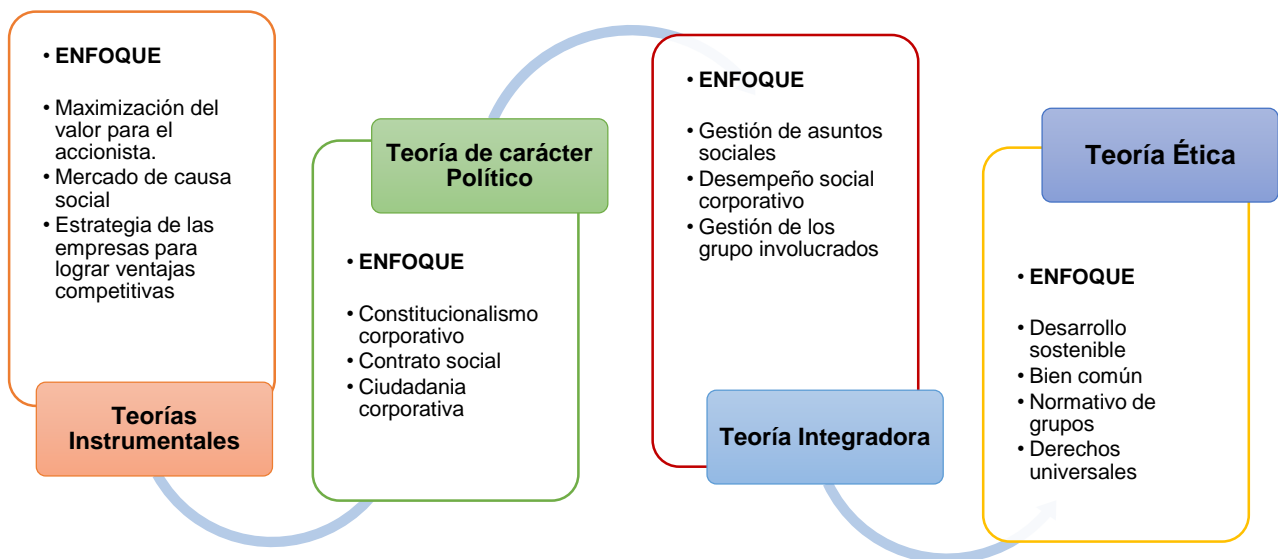 • ENFOQUE
• Maximización del
valor para el
accionista.
• Mercado de causa
social
• Estrategia de las
empresas para
lograr ventajas
competitivas
Teorías
Instrumentales
Teoría de carácter
Político
• ENFOQUE
• Constitucionalismo
corporativo
• Contrato social
• Ciudadania
corporativa
• ENFOQUE
• Gestión de asuntos
sociales
• Desempeño social
corporativo
• Gestión de los
grupo involucrados
Teoría Integradora
Teoría Ética
• ENFOQUE
• Desarrollo
sostenible
• Bien común
• Normativo de
grupos
• Derechos
universales